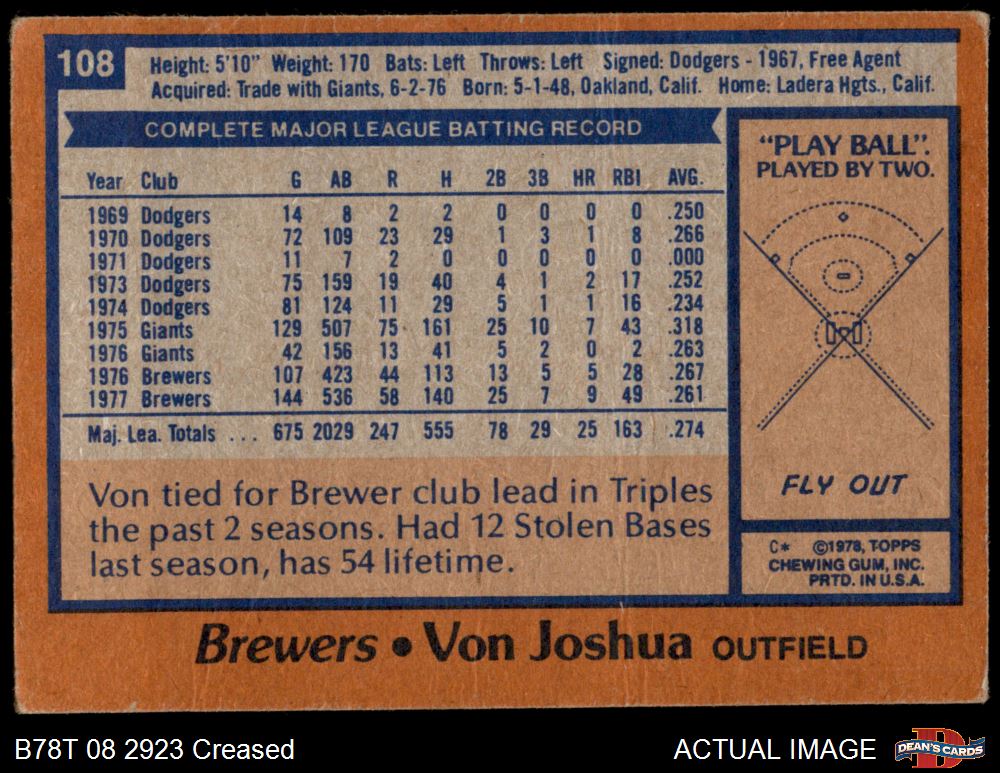 108
Height: 5'10" Weight: 170 Bats: Left Throws: Left Signed: Dodgers - 1967, Free Agent
Acquired: Trade with Giants, 6-2-76 Born: 5-1-48, Oakland, Calif. Home: Ladera Hgts., Calif.
COMPLETE MAJOR LEAGUE BATTING RECORD
Year Club G AB R H 2B 3B HR RBI AVG.
1969 Dodgers 14 8 2 2 0 0 0 0 .250
1970 Dodgers 72 109 23 29 1 3 1 8 .266
1971 Dodgers 11 7 2 0 0 0 0 0 .000
1973 Dodgers 75 159 19 40 4 1 2 17 .252
1974 Dodgers 81 124 11 29 5 1 1 16 .234
1975 Giants 129 507 75 161 25 10 7 43 .318
1976 Giants 42 156 13 41 5 2 0 2 .263
1976 Brewers 107 423 44 113 13 5 5 28 .267
1977 Brewers 144 536 58 140 25 7 9 49 .261
Maj. Lea. Totals ... 675 2029 247 555 78 29 25 163 .274
Von tied for Brewer club lead in Triples
the past 2 seasons. Had 12 Stolen Bases
last season, has 54 lifetime.
"PLAY BALL".
PLAYED BY TWO.
FLY OUT
C* ©1978, TOPPS
CHEWING GUM, INC.
PRTD. IN U.S.A.
Brewers • Von Joshua OUTFIELD
B78T 08 2923 Creased
ACTUAL IMAGE
DEAN'S CARDS